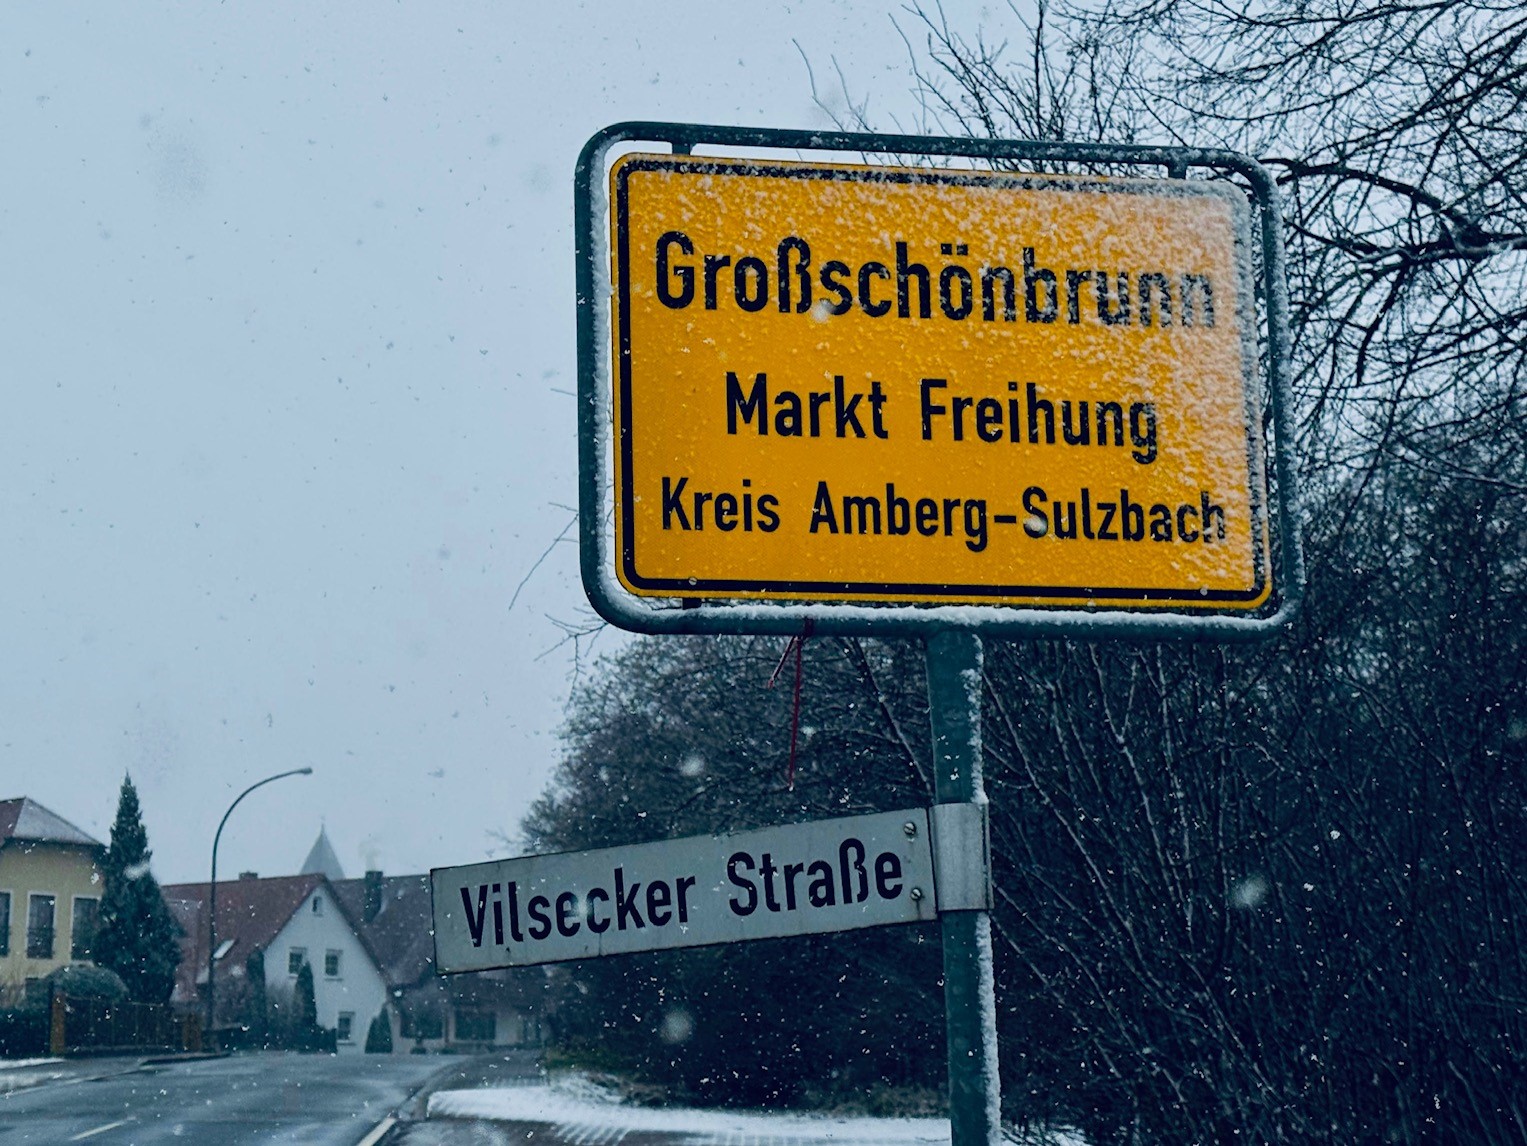 Großschönbrunn
Markt Freihung
Kreis Amberg-Sulzbach
Vilsecker Straße